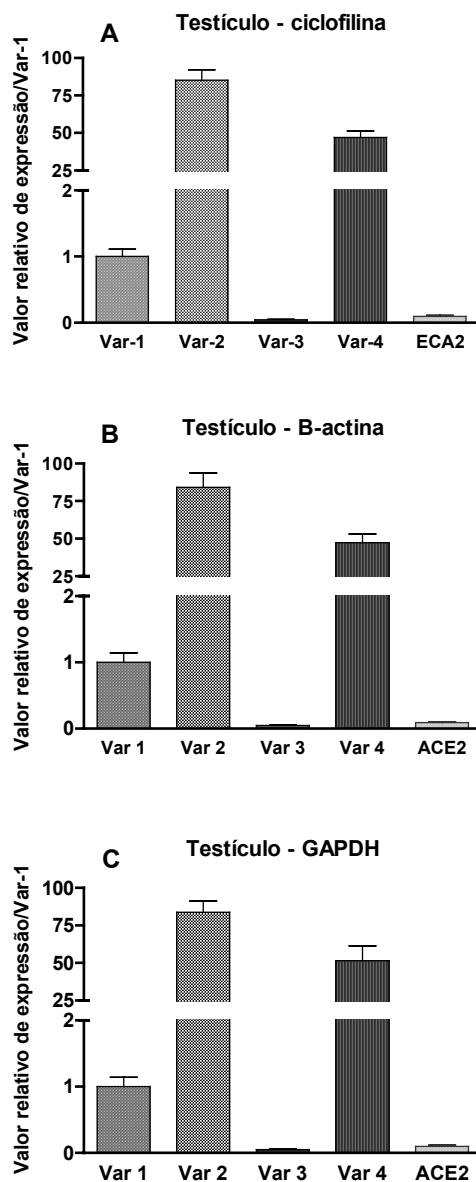 A
Testículo - ciclofilina
Valor relativo de expressão/Var-1
100
75
50
25
2
1
0
Var-1 Var-2 Var-3 Var-4 ECA2
B
Testículo - B-actina
Valor relativo de expressão/Var-1
100
75
50
25
2
1
0
Var 1 Var 2 Var 3 Var 4 ACE2
C
Testículo - GAPDH
Valor relativo de expressão/Var-1
100
75
50
25
2
1
0
Var 1 Var 2 Var 3 Var 4 ACE2